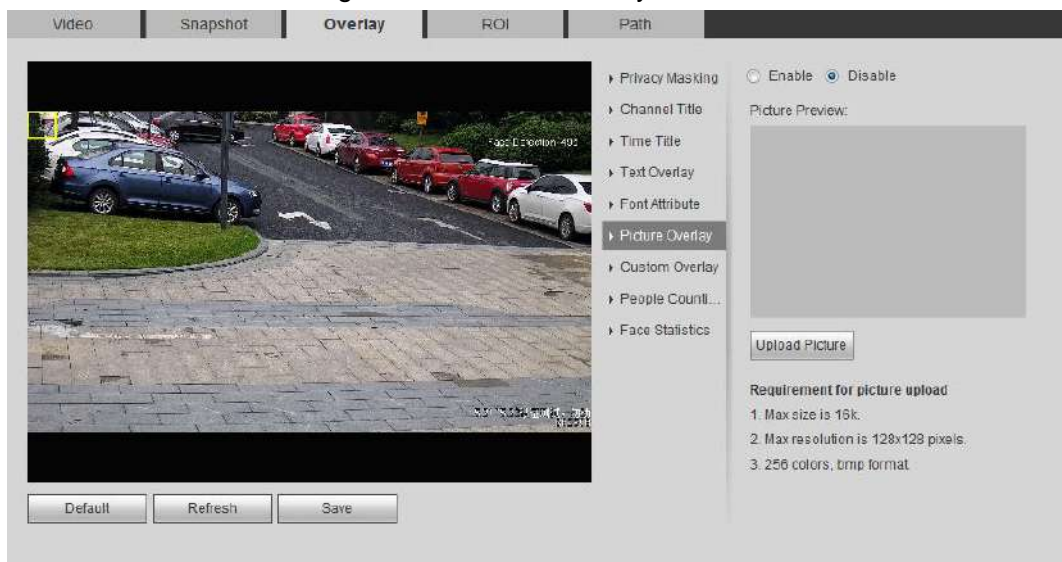 Video
Snapshot
Overlay
ROI
Path
Privacy Masking
Channel Title
Time Title
Text Overlay
Font Attribute
Picture Overlay
Custom Overlay
People Counti...
Face Statistics
Enable
Disable
Picture Preview:
Upload Picture
Requirement for picture upload
1. Max size is 16k.
2. Max resolution is 128x128 pixels.
3. 256 colors, bmp format
Face Detection
Default
Refresh
Save